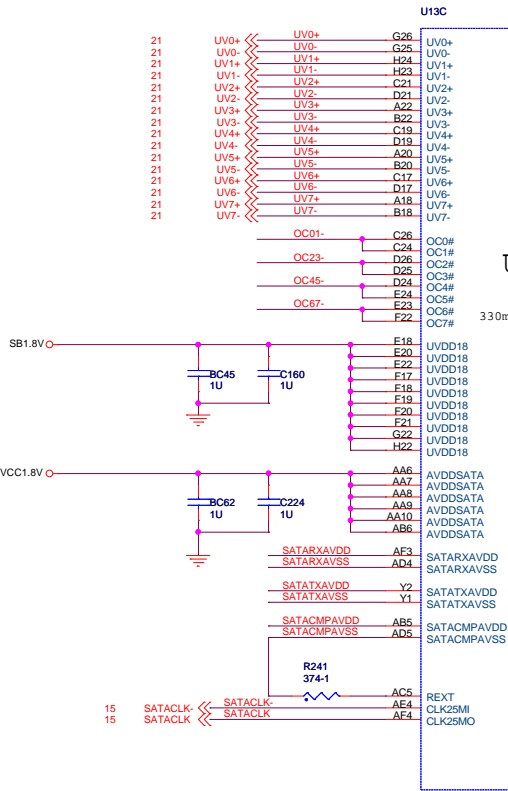 U13C
21 UV0+ UV0+ G26 UV0+
21 UV0- UV0- G25 UV0-
21 UV1+ UV1+ H24 UV1+
21 UV1- UV1- H23 UV1-
21 UV2+ UV2+ C21 UV2+
21 UV2- UV2- D21 UV2-
21 UV3+ UV3+ A22 UV3+
21 UV3- UV3- B22 UV3-
21 UV4+ UV4+ C19 UV4+
21 UV4- UV4- D19 UV4-
21 UV5+ UV5+ A20 UV5+
21 UV5- UV5- B20 UV5-
21 UV6+ UV6+ C17 UV6+
21 UV6- UV6- D17 UV6-
21 UV7+ UV7+ A18 UV7+
21 UV7- UV7- B18 UV7-
OC01- C26 OC0#
C24 OC1#
OC23- D26 OC2#
D25 OC3#
OC45- D24 OC4#
E24 OC5#
OC67- E23 OC6#
F22 OC7#
330m
SB1.8V E18 UVDD18
E20 UVDD18
E22 UVDD18
F17 UVDD18
F18 UVDD18
F19 UVDD18
F20 UVDD18
F21 UVDD18
G22 UVDD18
H22 UVDD18
BC45 C160
1U 1U
VCC1.8V AA6 AVDDSATA
AA7 AVDDSATA
AA8 AVDDSATA
AA9 AVDDSATA
AA10 AVDDSATA
AB6 AVDDSATA
BC62 C224
1U 1U
SATARXAVDD AF3 SATARXAVDD
SATARXAVSS AD4 SATARXAVSS
SATATXAVDD Y2 SATATXAVDD
SATATXAVSS Y1 SATATXAVSS
SATACMPAVDD AB5 SATACMPAVDD
SATACMPAVSS AD5 SATACMPAVSS
R241
374-1
AC5 REXT
15 SATACLK- SATACLK- AE4 CLK25MI
15 SATACLK SATACLK AF4 CLK25MO